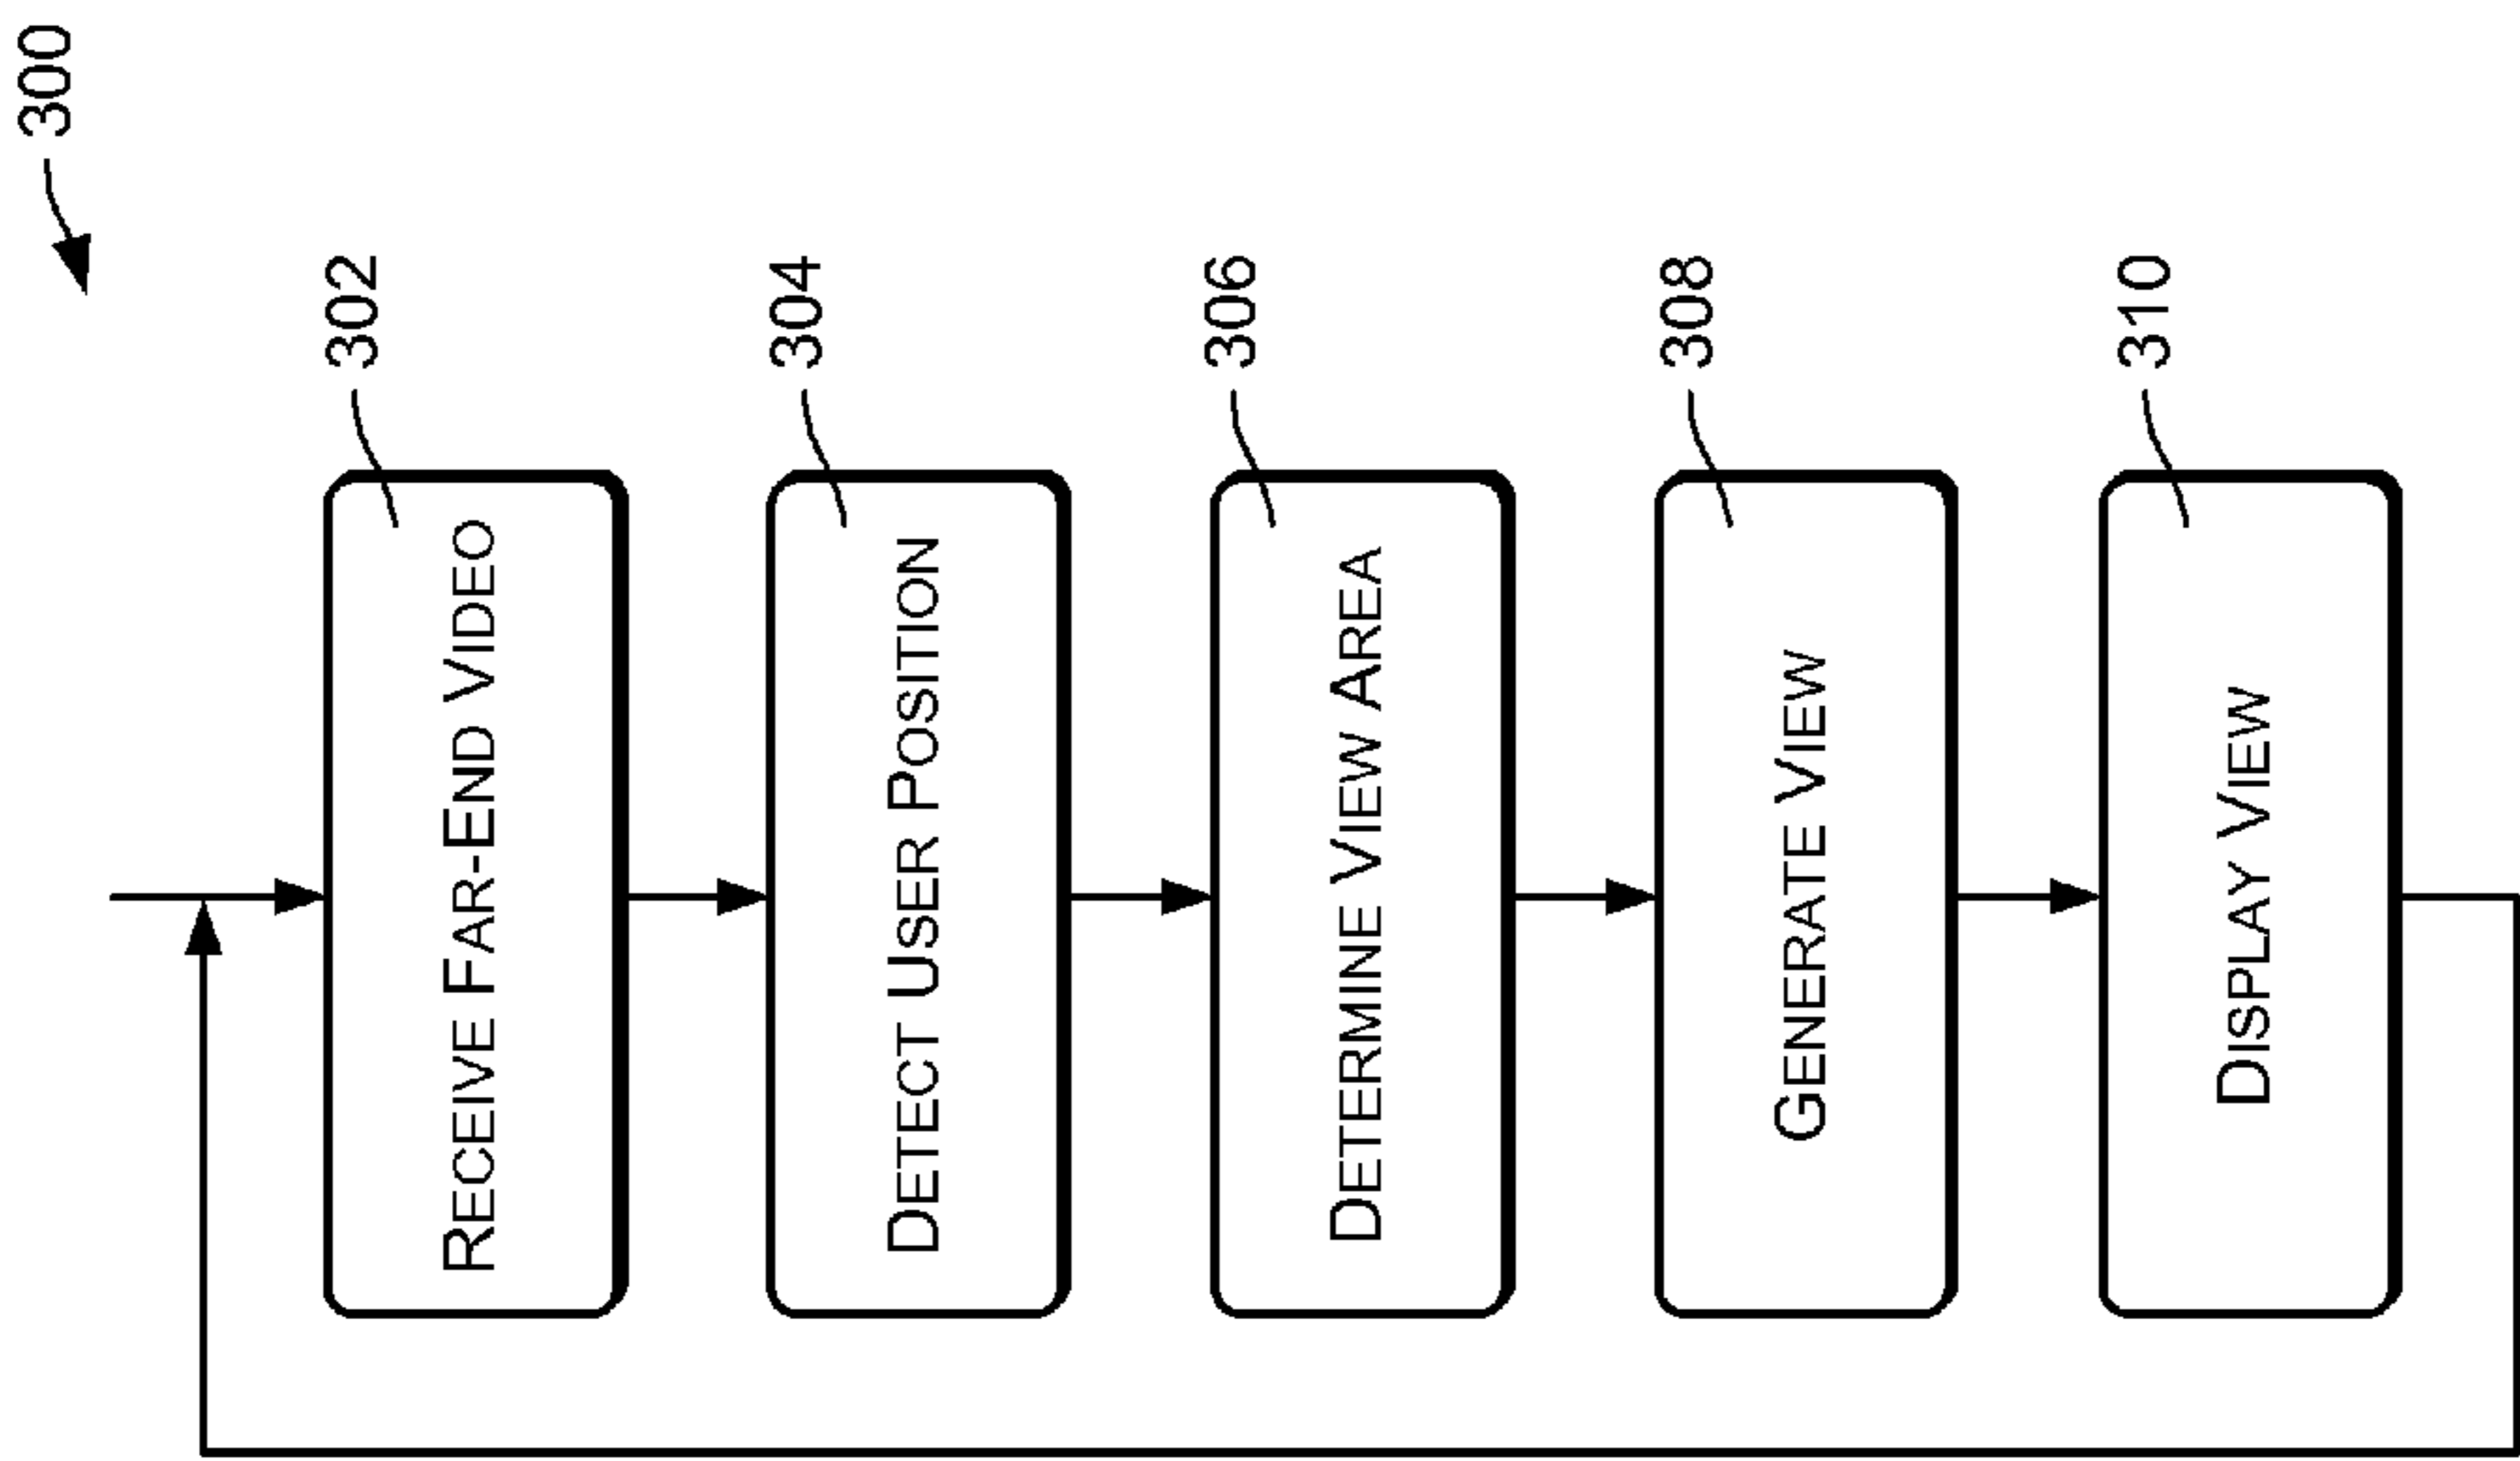 300
302
RECEIVE FAR-END VIDEO
304
DETECT USER POSITION
306
DETERMINE VIEW AREA
308
GENERATE VIEW
310
DISPLAY VIEW